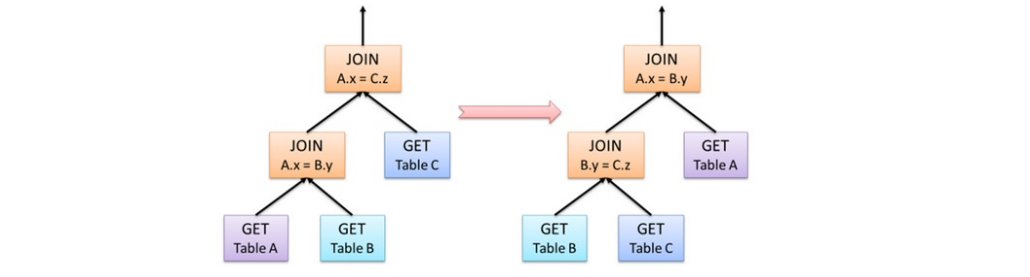 JOIN
A.x = C.z
JOIN
A.x = B.y
GET
Table C
GET
Table A
GET
Table B
JOIN
A.x = B.y
JOIN
B.y = C.z
GET
Table A
GET
Table B
GET
Table C